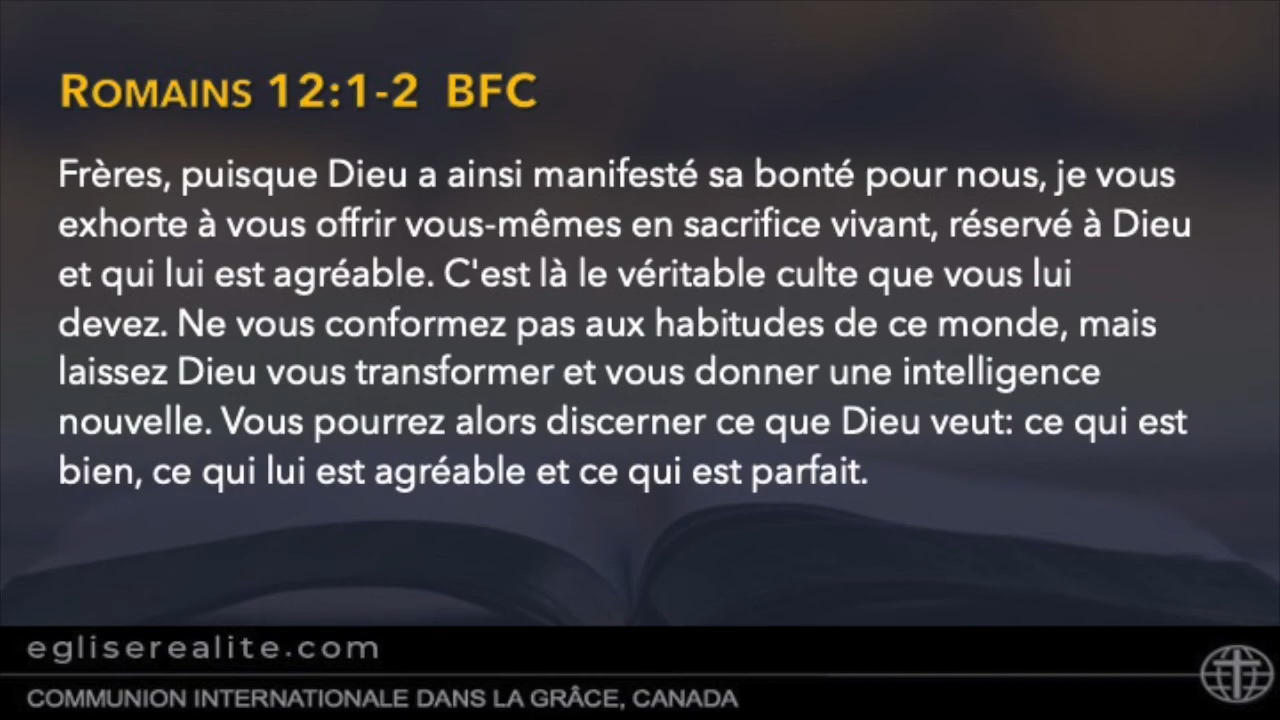 ROMAINS 12:1-2 BFC
Frères, puisque Dieu a ainsi manifesté sa bonté pour nous, je vous
exhorte à vous offrir vous-mêmes en sacrifice vivant, réservé à Dieu
et qui lui est agréable. C'est là le véritable culte que vous lui
devez. Ne vous conformez pas aux habitudes de ce monde, mais
laissez Dieu vous transformer et vous donner une intelligence
nouvelle. Vous pourrez alors discerner ce que Dieu veut: ce qui est
bien, ce qui lui est agréable et ce qui est parfait.
egliserealite.com
COMMUNION INTERNATIONALE DANS LA GRÂCE, CANADA